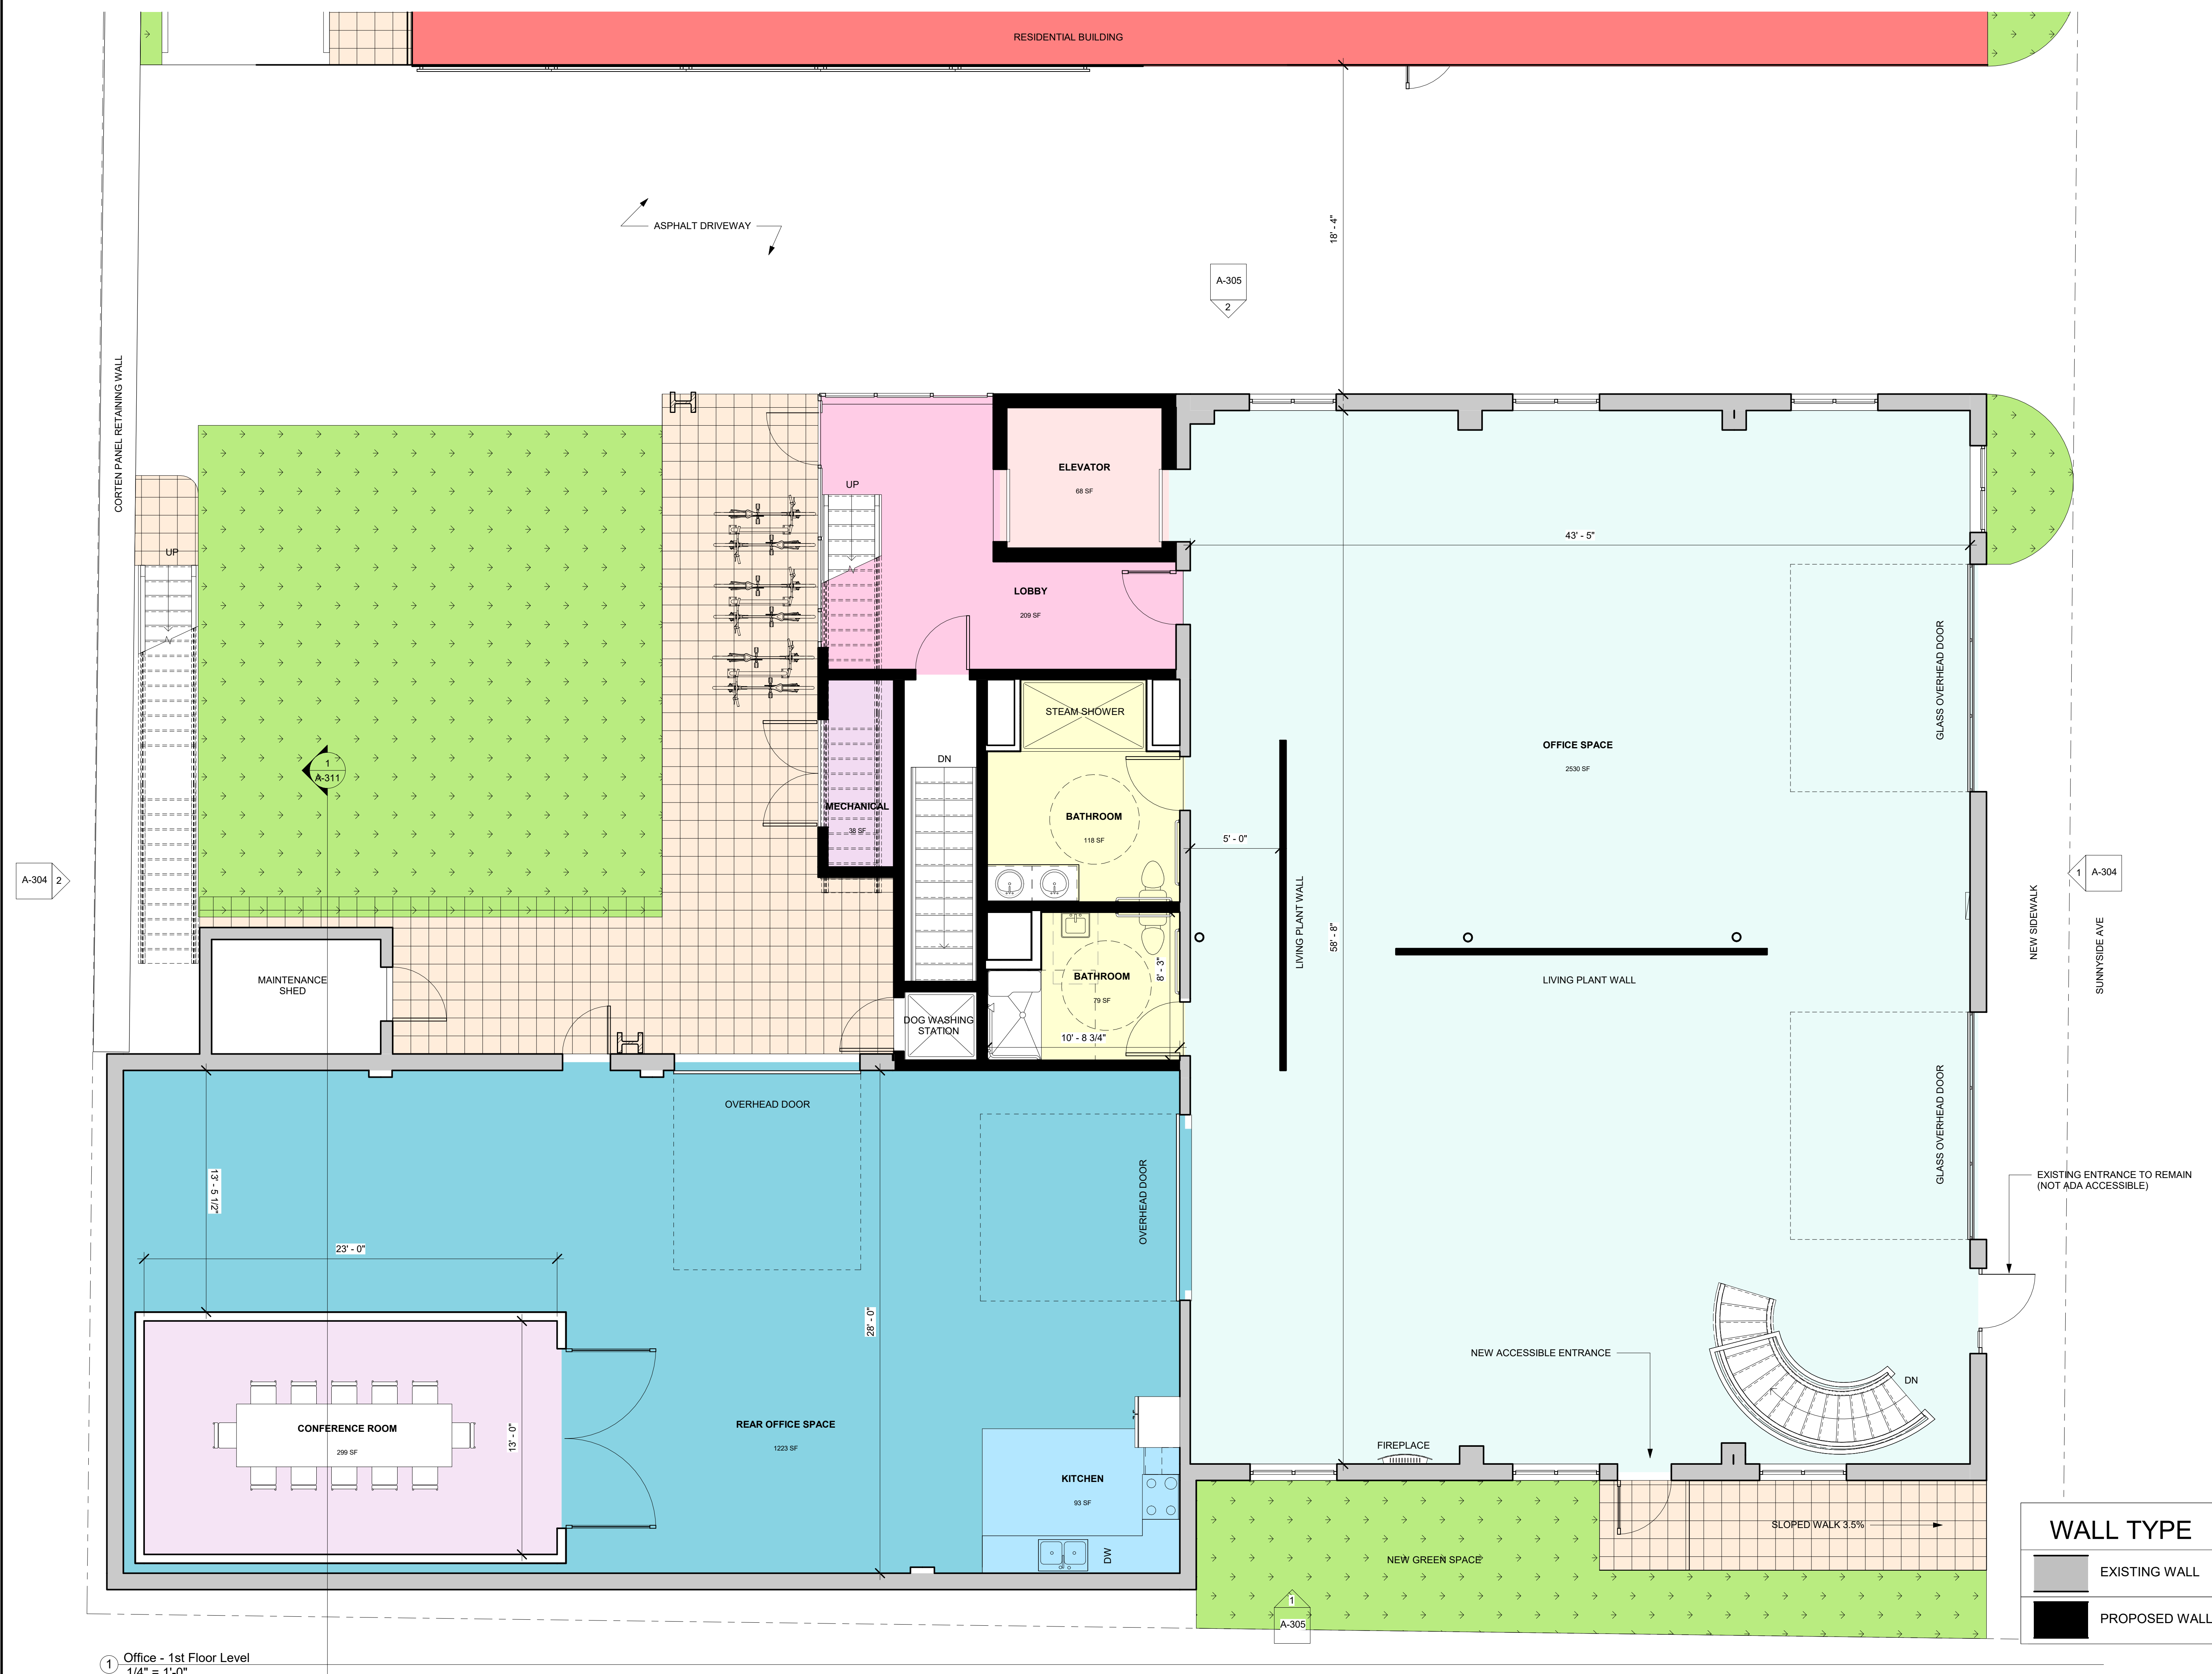 RESIDENTIAL BUILDING
ASPHALT DRIVEWAY
18' - 4"
A-305
2
CORTEN PANEL RETAINING WALL
UP
UP
ELEVATOR
68 SF
43' - 5"
LOBBY
209 SF
GLASS OVERHEAD DOOR
STEAM SHOWER
OFFICE SPACE
2530 SF
DN
1
A-311
MECHANICAL
38 SF
BATHROOM
118 SF
5' - 0"
A-304
2
1
A-304
LIVING PLANT WALL
58' - 8"
NEW SIDEWALK
SUNNYSIDE AVE
MAINTENANCE
SHED
BATHROOM
79 SF
8' - 3"
LIVING PLANT WALL
DOG WASHING
STATION
10' - 8 3/4"
OVERHEAD DOOR
OVERHEAD DOOR
GLASS OVERHEAD DOOR
13' - 5 1/2"
EXISTING ENTRANCE TO REMAIN
(NOT ADA ACCESSIBLE)
23' - 0"
28' - 0"
NEW ACCESSIBLE ENTRANCE
DN
CONFERENCE ROOM
299 SF
13' - 0"
REAR OFFICE SPACE
1223 SF
FIREPLACE
KITCHEN
93 SF
DW
SLOPED WALK 3.5%
NEW GREEN SPACE
1
A-305
WALL TYPE
EXISTING WALL
PROPOSED WALL
1
Office - 1st Floor Level
1/4" = 1'-0"